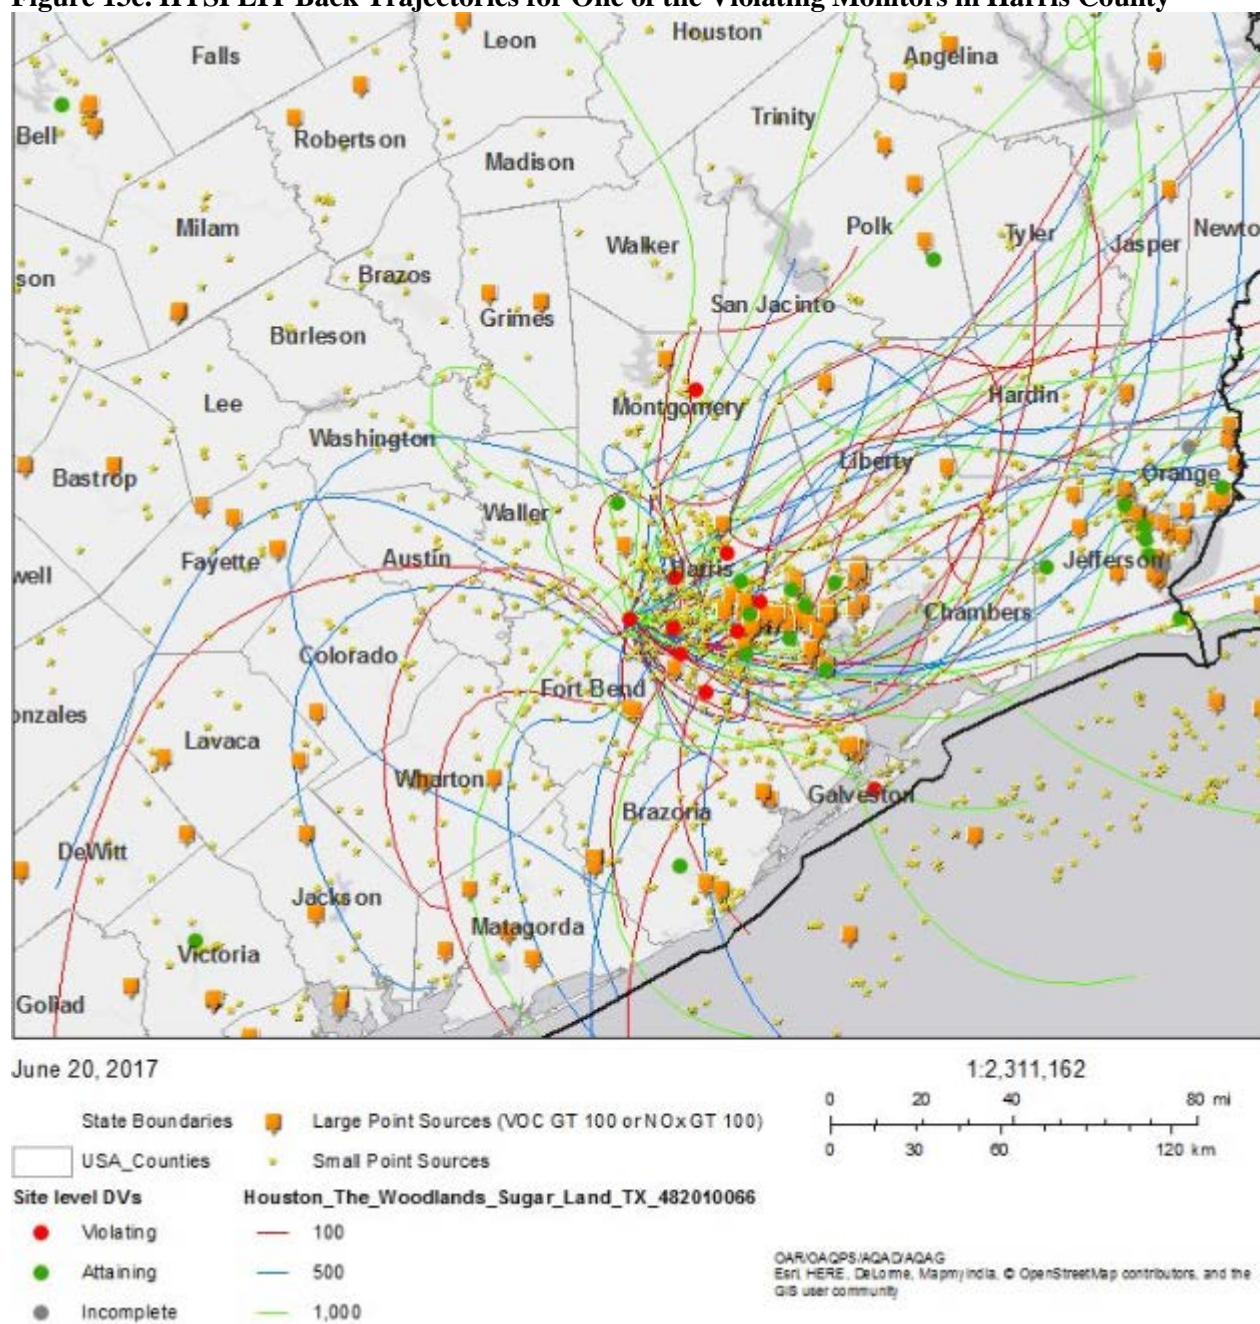 Figure 13c. HYSPLIT Back Trajectories for One of the Violating Monitors in Harris County
Falls
Leon
Houston
Angelina
Bell
Robertson
Trinity
Madison
Milam
Walker
Polk
Tyler
Jasper
Newto
son
Brazos
Grimes
San Jacinto
Burleson
Lee
Montgomery
Hardin
Washington
Bastrop
Liberty
Orange
Waller
well
Fayette
Austin
Harris
Jefferson
Chambers
Colorado
Fort Bend
onzales
Lavaca
Wharton
Brazoria
Galveston
DeWitt
Jackson
Matagorda
Victoria
Goliad
June 20, 2017
1:2,311,162
0 20 40 80 mi
0 30 60 120 km
State Boundaries
Large Point Sources (VOC GT 100 or NOx GT 100)
USA_Counties
Small Point Sources
Site level DVs
Houston_The_Woodlands_Sugar_Land_TX_482010066
Violating
100
Attaining
500
Incomplete
1,000
OAR/OAQPS/AQAD/AQAG
Esri, HERE, DeLorme, MapmyIndia, © OpenStreetMap contributors, and the
GIS user community